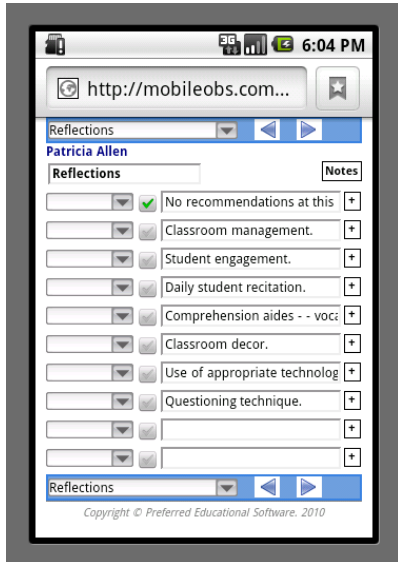 3G 6:04 PM
http://mobileobs.com...
Reflections
Patricia Allen
Reflections Notes
No recommendations at this +
Classroom management. +
Student engagement. +
Daily student recitation. +
Comprehension aides - - voca +
Classroom decor. +
Use of appropriate technolog +
Questioning technique. +
+
+
Reflections
Copyright © Preferred Educational Software. 2010